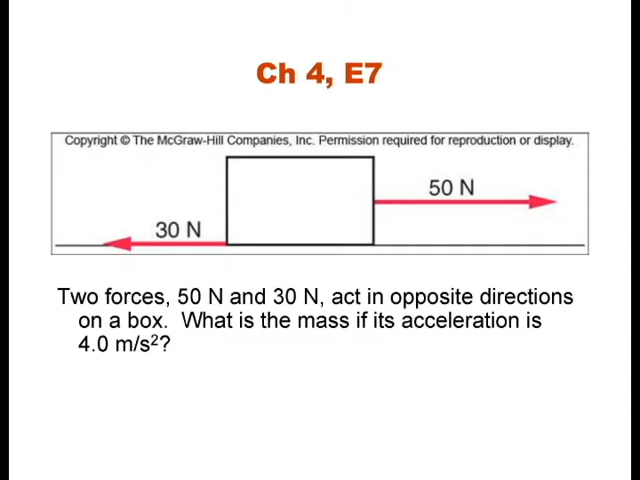 Ch 4, E7
Copyright © The McGraw-Hill Companies, Inc. Permission required for reproduction or display.
50 N
30 N
Two forces, 50 N and 30 N, act in opposite directions
on a box. What is the mass if its acceleration is
4.0 m/s²?